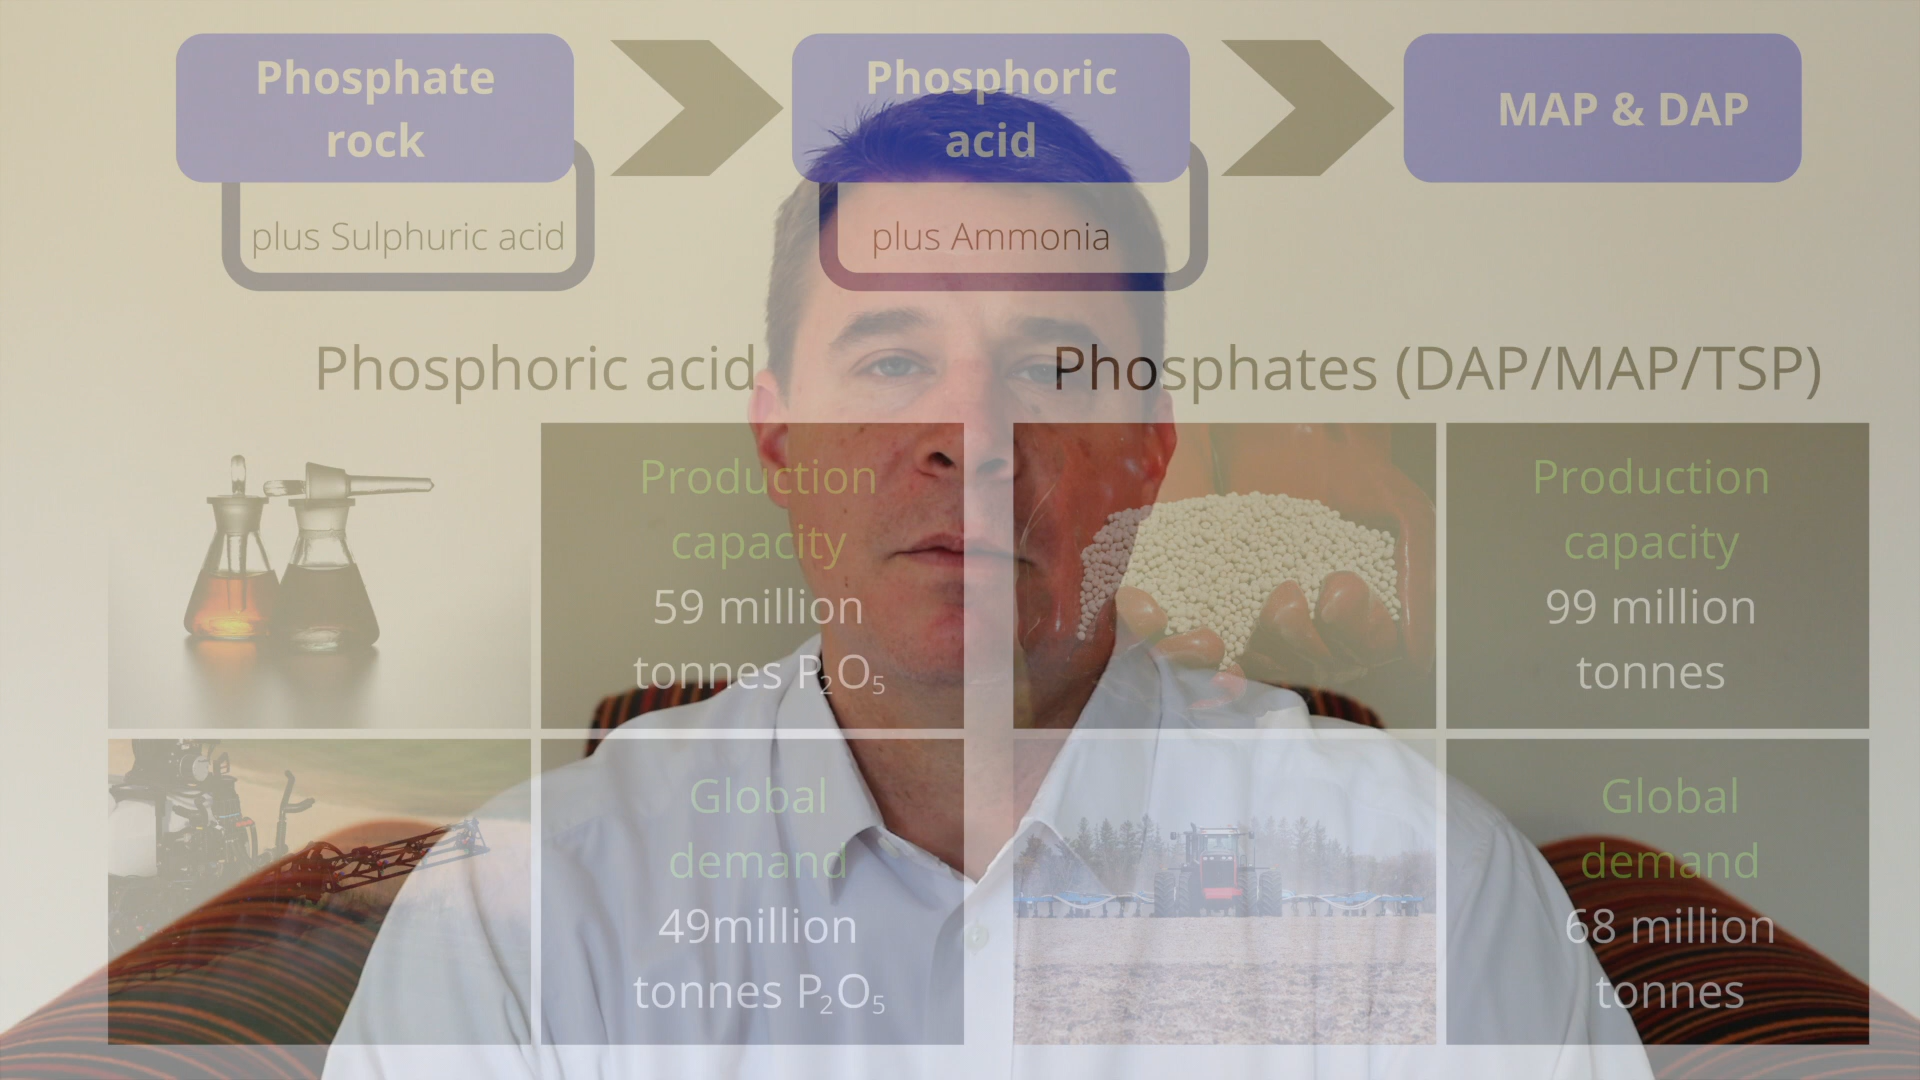 Phosphate
rock
plus Sulphuric acid
Phosphoric
acid
plus Ammonia
MAP & DAP
Phosphoric acid
Production
capacity
59 million
tonnes P₂O₅
Global
demand
49million
tonnes P₂O₅
Phosphates (DAP/MAP/TSP)
Production
capacity
99 million
tonnes
Global
demand
68 million
tonnes